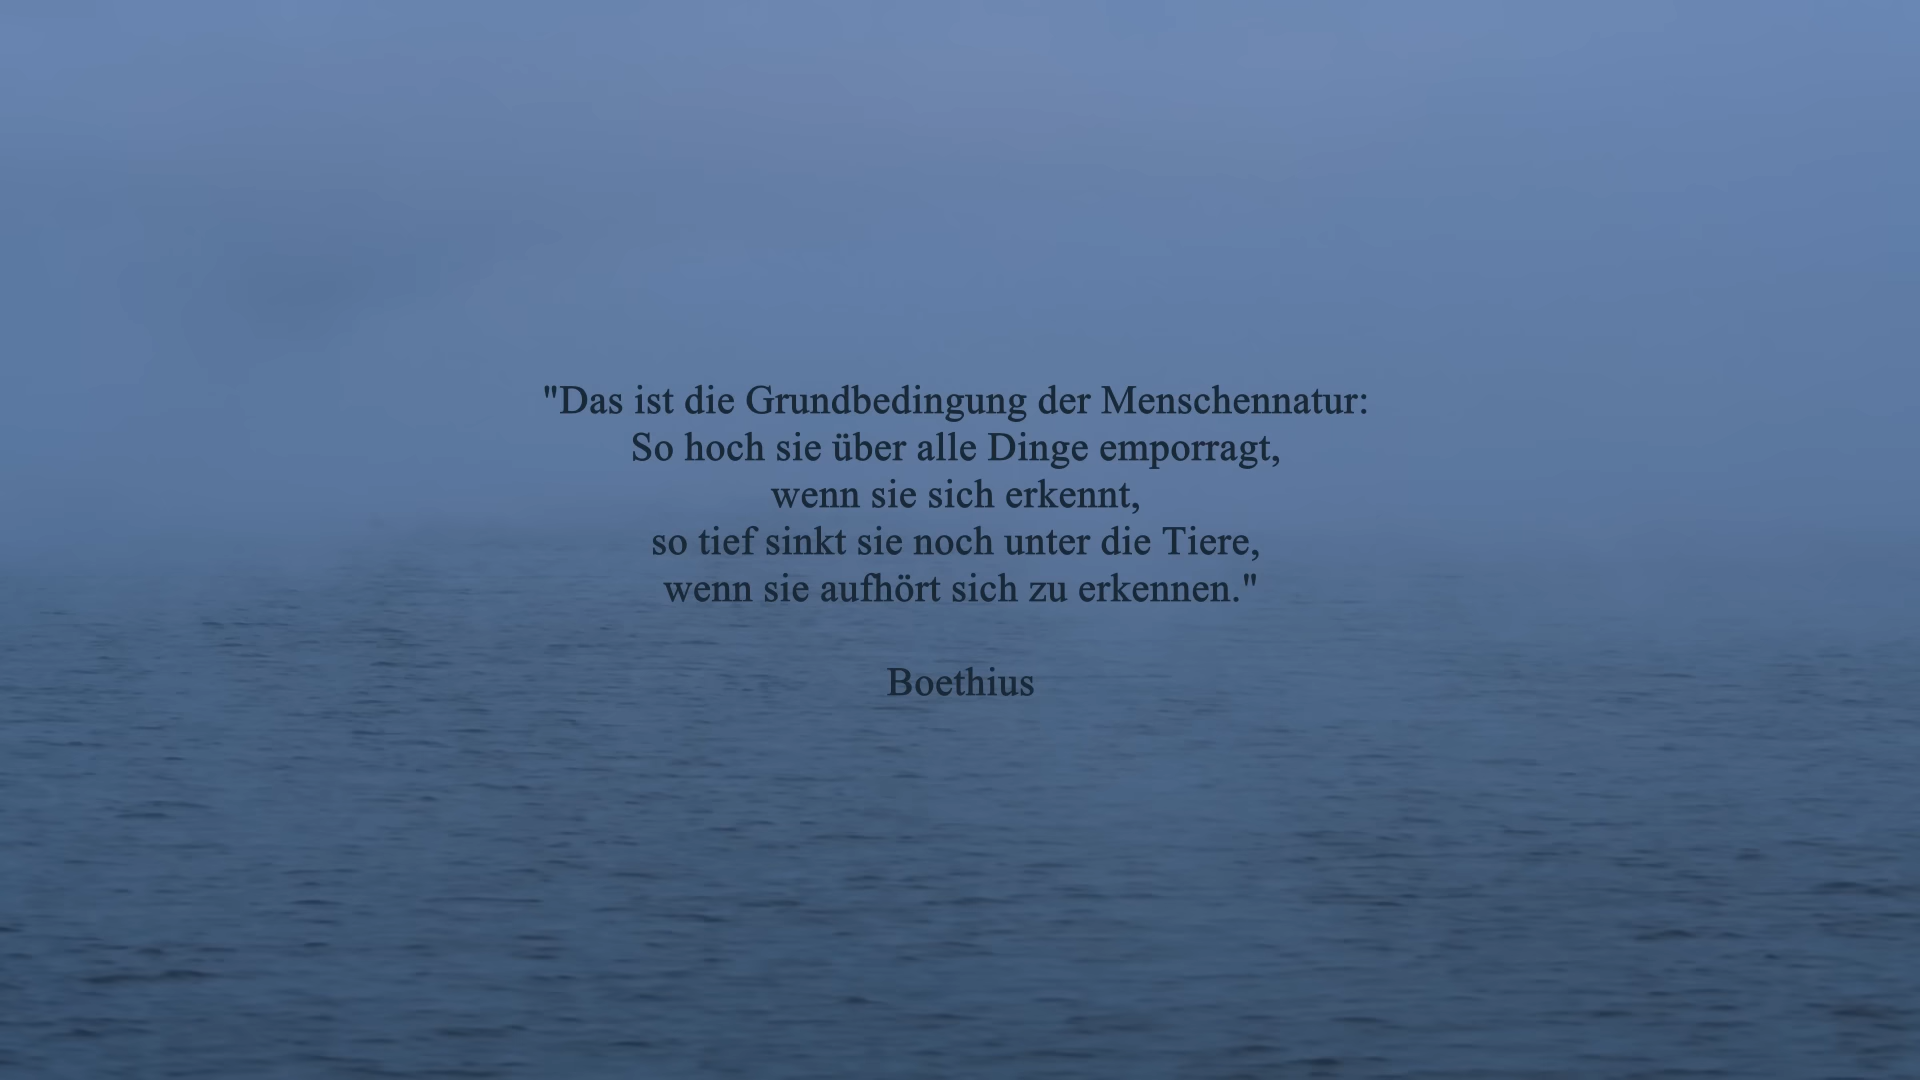 "Das ist die Grundbedingung der Menschennatur:
So hoch sie über alle Dinge emporragt,
wenn sie sich erkennt,
so tief sinkt sie noch unter die Tiere,
wenn sie aufhört sich zu erkennen."
Boethius